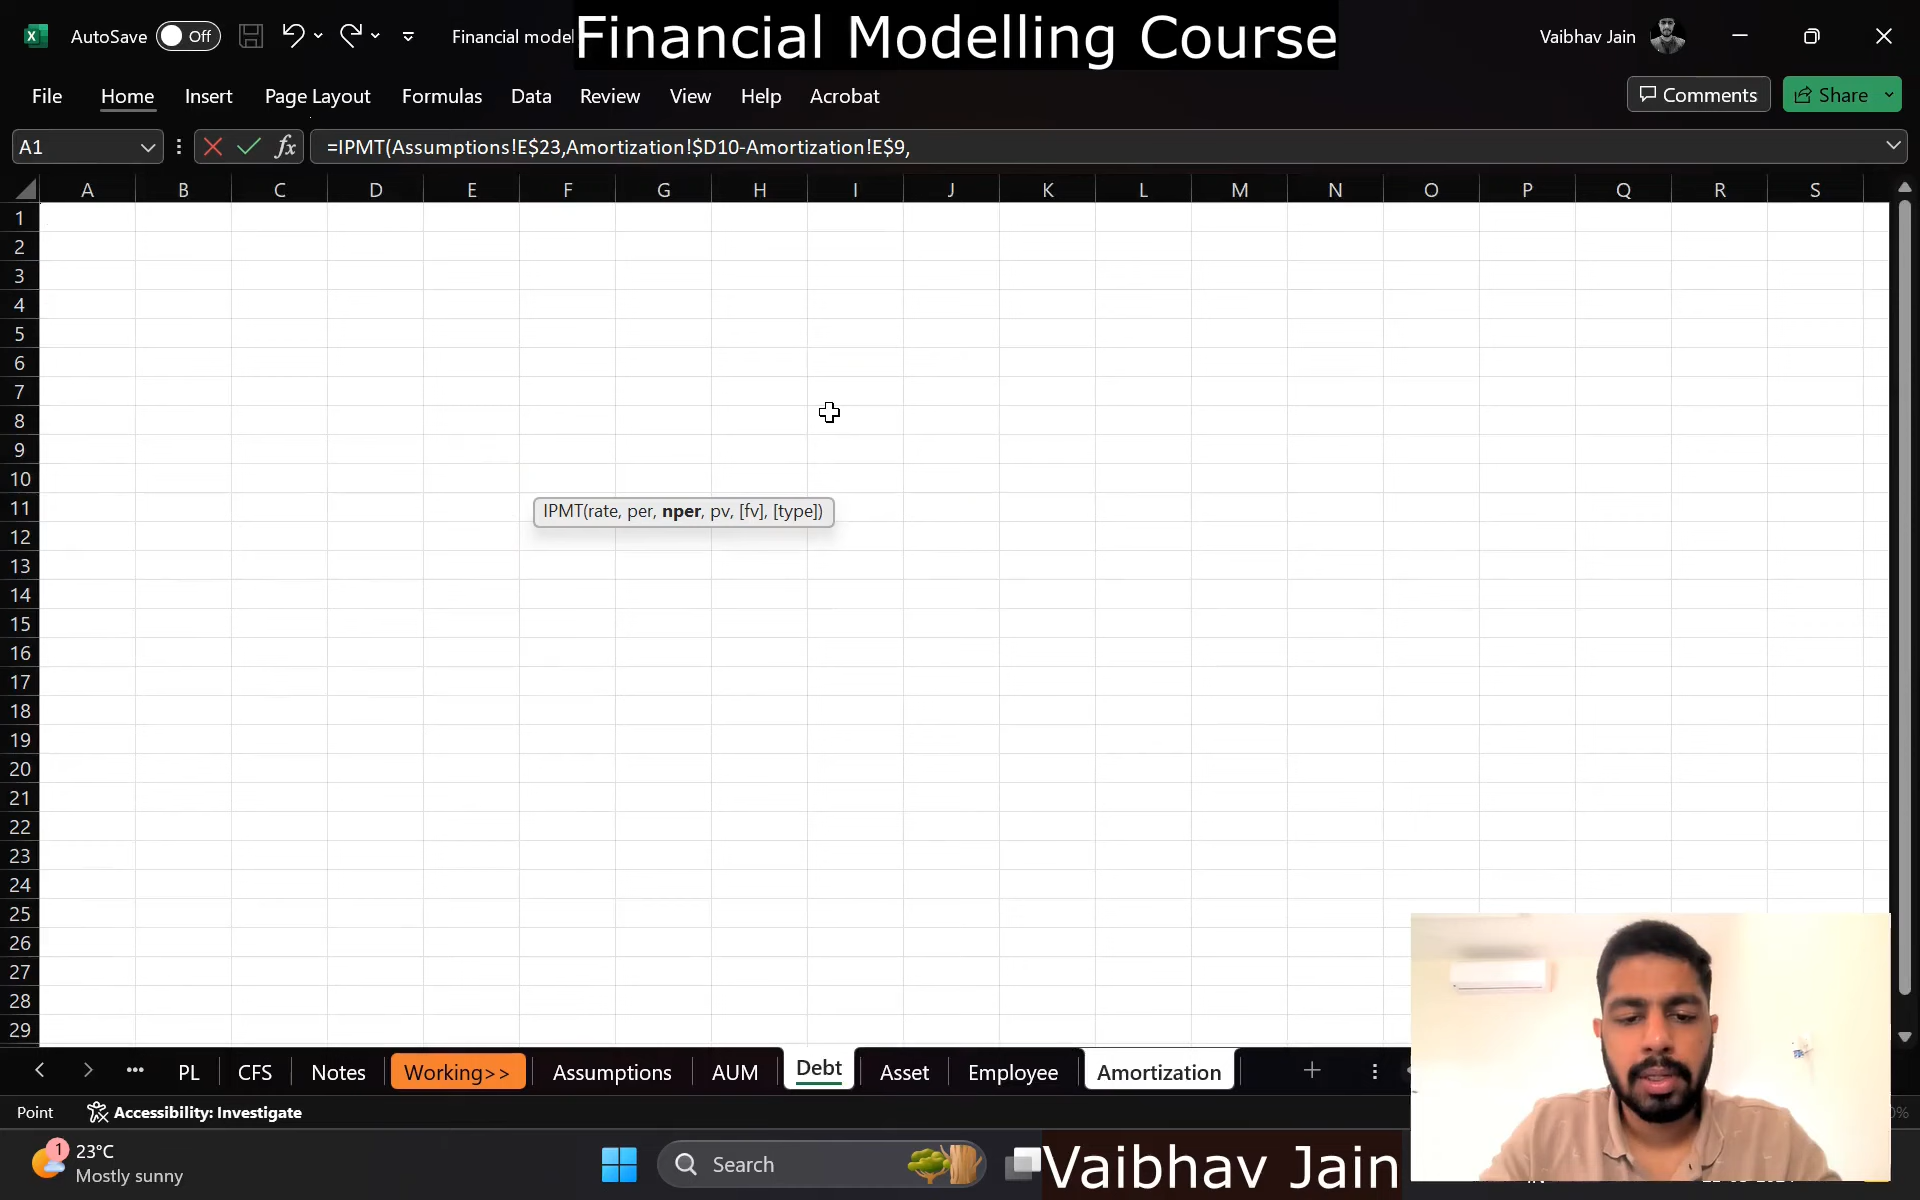 AutoSave Off Financial model Financial Modelling Course Vaibhav Jain
File Home Insert Page Layout Formulas Data Review View Help Acrobat Comments Share
A1 fx =IPMT(Assumptions!E$23,Amortization!$D10-Amortization!E$9,
A B C D E F G H I J K L M N O P Q R S
1
2
3
4
5
6
7
8
9
10
11 IPMT(rate, per, nper, pv, [fv], [type])
12
13
14
15
16
17
18
19
20
21
22
23
24
25
26
27
28
29
PL CFS Notes Working>> Assumptions AUM Debt Asset Employee Amortization
Point Accessibility: Investigate
1 23°C
Mostly sunny
Search Vaibhav Jain